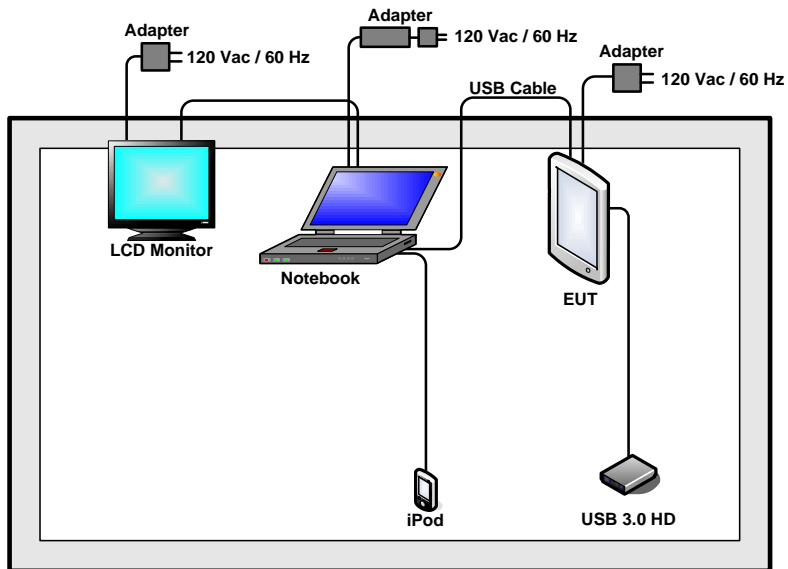 Adapter
120 Vac / 60 Hz
Adapter
120 Vac / 60 Hz
Adapter
120 Vac / 60 Hz
USB Cable
LCD Monitor
Notebook
EUT
iPod
USB 3.0 HD